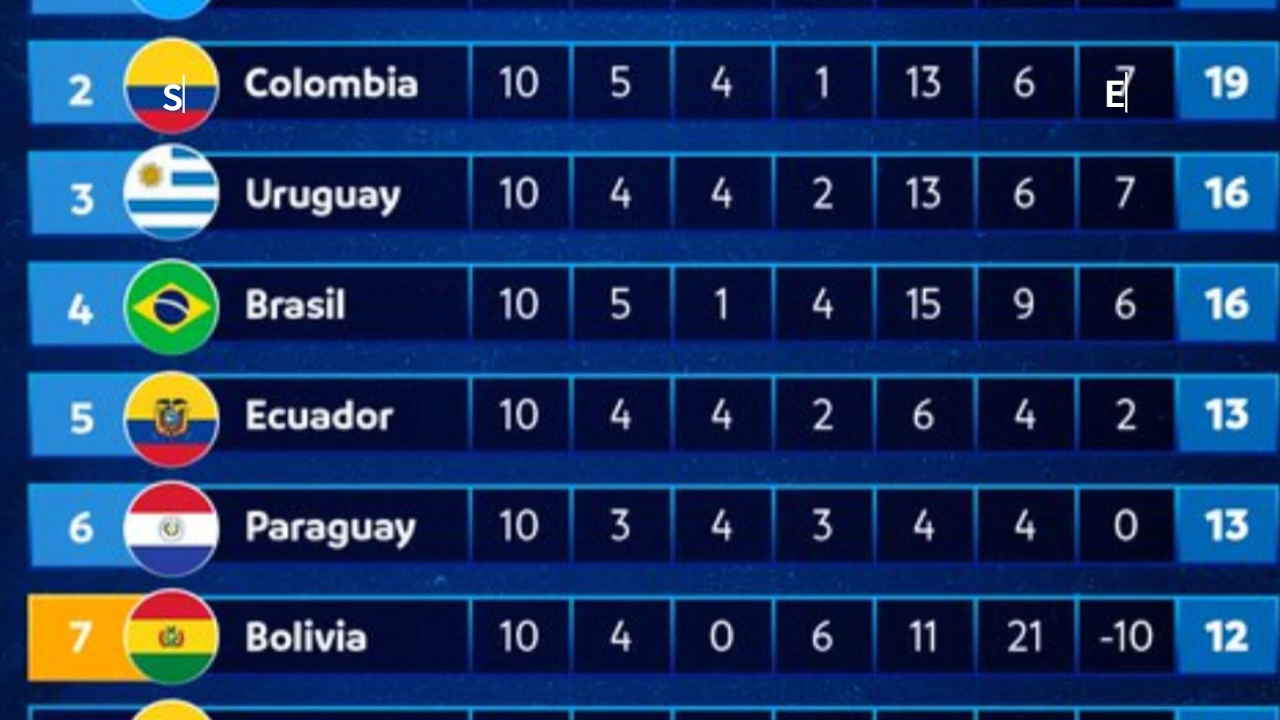 2 S Colombia 10 5 4 1 13 6 7 E 19
3 Uruguay 10 4 4 2 13 6 7 16
4 Brasil 10 5 1 4 15 9 6 16
5 Ecuador 10 4 4 2 6 4 2 13
6 Paraguay 10 3 4 3 4 4 0 13
7 Bolivia 10 4 0 6 11 21 -10 12